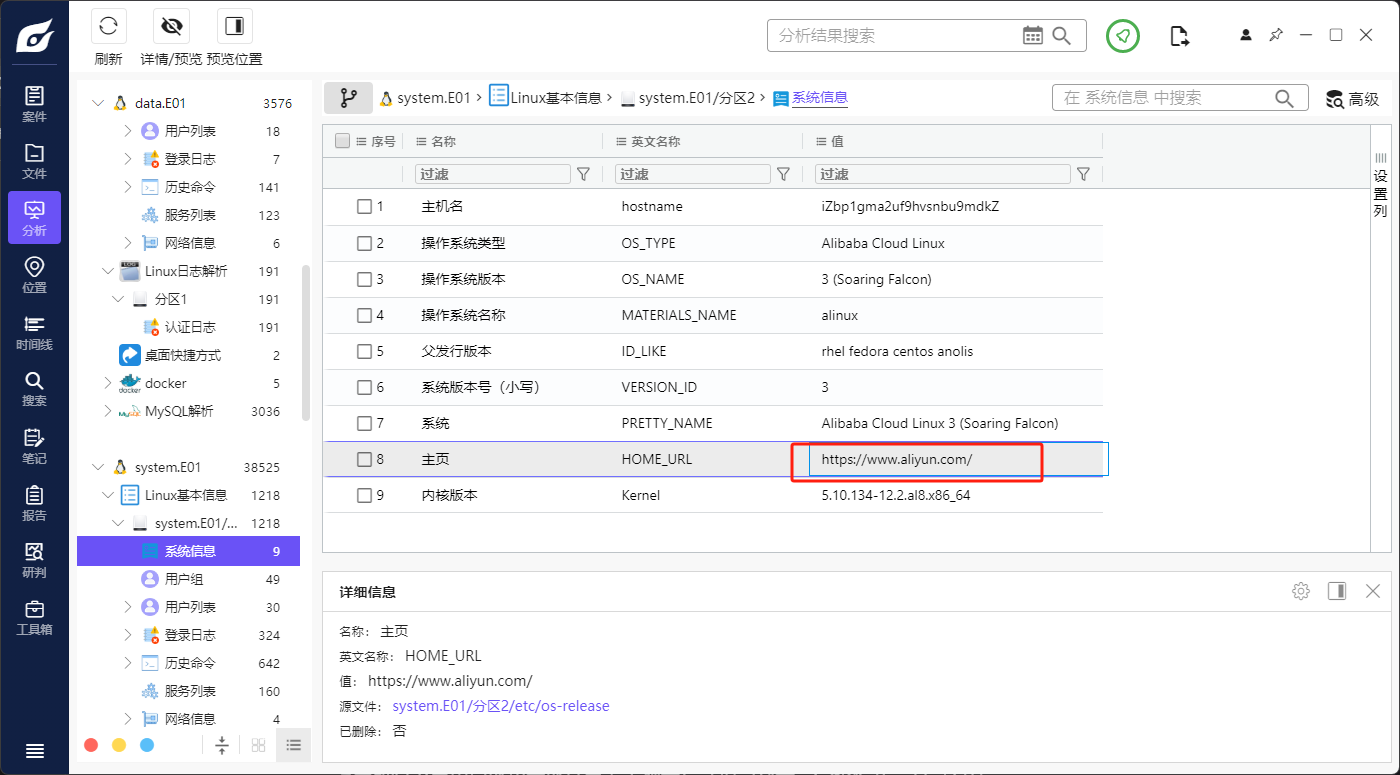 刷新
详情/预览
预览位置
分析结果搜索
案件
文件
分析
位置
时间线
搜索
笔记
报告
研判
工具箱
data.E01 3576
用户列表 18
登录日志 7
历史命令 141
服务列表 123
网络信息 6
Linux日志解析 191
分区1 191
认证日志 191
桌面快捷方式 2
docker 5
MySQL解析 3036
system.E01 38525
Linux基本信息 1218
system.E01/... 1218
系统信息 9
用户组 49
用户列表 30
登录日志 324
历史命令 642
服务列表 160
网络信息 4
system.E01 > Linux基本信息 > system.E01/分区2 > 系统信息
在 系统信息 中搜索
高级
序号 名称 英文名称 值
过滤 过滤 过滤
1 主机名 hostname iZbp1gma2uf9hvsnbu9mdkZ
2 操作系统类型 OS_TYPE Alibaba Cloud Linux
3 操作系统版本 OS_NAME 3 (Soaring Falcon)
4 操作系统名称 MATERIALS_NAME alinux
5 父发行版本 ID_LIKE rhel fedora centos anolis
6 系统版本号（小写） VERSION_ID 3
7 系统 PRETTY_NAME Alibaba Cloud Linux 3 (Soaring Falcon)
8 主页 HOME_URL https://www.aliyun.com/
9 内核版本 Kernel 5.10.134-12.2.al8.x86_64
设置列
详细信息
名称： 主页
英文名称： HOME_URL
值： https://www.aliyun.com/
源文件： system.E01/分区2/etc/os-release
已删除： 否